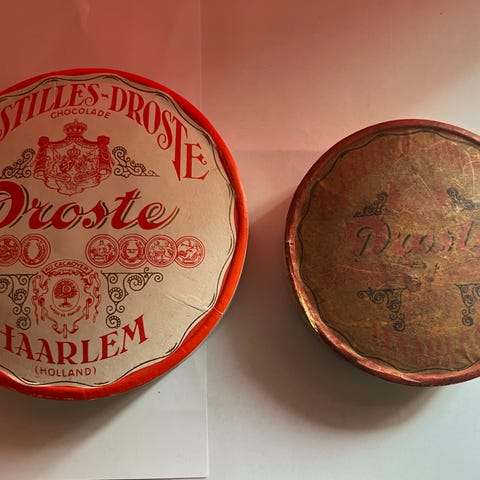 STILLES-DROSTE
CHOCOLADE
Droste
HAARLEM
(HOLLAND)
Droste